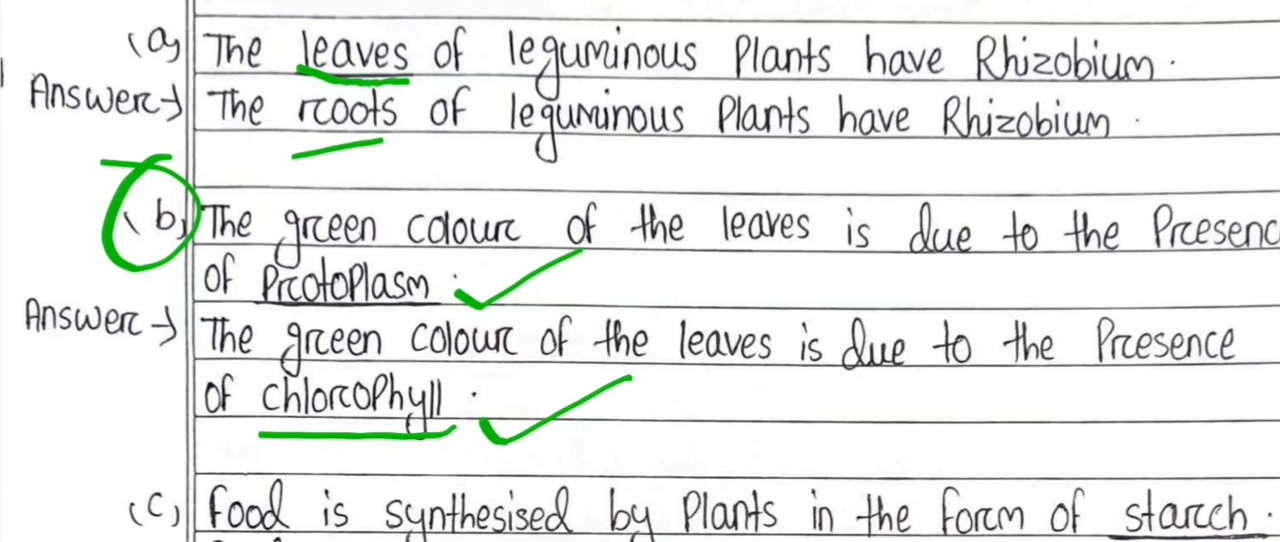 (a) The leaves of leguminous Plants have Rhizobium.
Answer → The roots of leguminous Plants have Rhizobium.
(b) The green colour of the leaves is due to the Presenc
of Protoplasm.
Answer → The green colour of the leaves is due to the Presence
of chlorophyll.
(c) Food is synthesised by Plants in the form of starch.